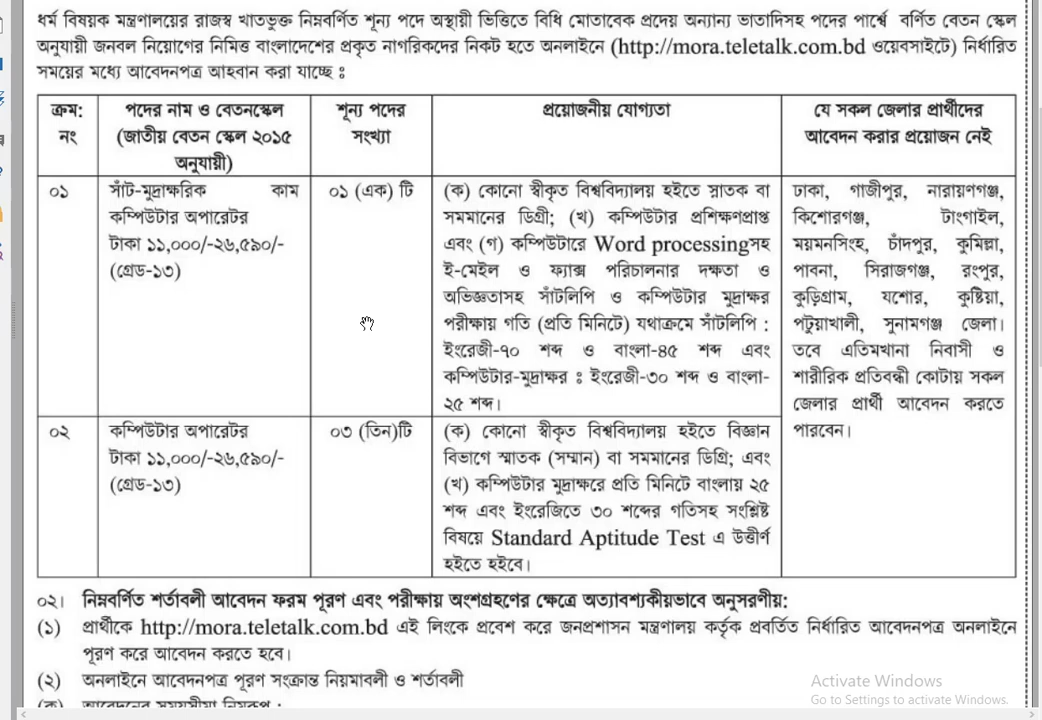 ধর্ম বিষয়ক মন্ত্রণালয়ের রাজস্ব খাতভুক্ত নিম্নবর্ণিত শূন্য পদে অস্থায়ী ভিত্তিতে বিধি মোতাবেক প্রদেয় অন্যান্য ভাতাদিসহ পদের পার্শ্বে বর্ণিত বেতন স্কেল
অনুযায়ী জনবল নিয়োগের নিমিত্ত বাংলাদেশের প্রকৃত নাগরিকদের নিকট হতে অনলাইনে (http://mora.teletalk.com.bd ওয়েবসাইটে) নির্ধারিত
সময়ের মধ্যে আবেদনপত্র আহবান করা যাচ্ছে ঃ
ক্রম:
নং
পদের নাম ও বেতনস্কেল
(জাতীয় বেতন স্কেল ২০১৫
অনুযায়ী)
শূন্য পদের
সংখ্যা
প্রয়োজনীয় যোগ্যতা
যে সকল জেলার প্রার্থীদের
আবেদন করার প্রয়োজন নেই
০১
সাঁট-মুদ্রাক্ষরিক কাম
কম্পিউটার অপারেটর
টাকা ১১,০০০/-২৬,৫৯০/-
(গ্রেড-১৩)
০১ (এক) টি
(ক) কোনো স্বীকৃত বিশ্ববিদ্যালয় হইতে স্নাতক বা
সমমানের ডিগ্রী; (খ) কম্পিউটার প্রশিক্ষণপ্রাপ্ত
এবং (গ) কম্পিউটারে Word processingসহ
ই-মেইল ও ফ্যাক্স পরিচালনার দক্ষতা ও
অভিজ্ঞতাসহ সাঁটলিপি ও কম্পিউটার মুদ্রাক্ষর
পরীক্ষায় গতি (প্রতি মিনিটে) যথাক্রমে সাঁটলিপি :
ইংরেজী-৭০ শব্দ ও বাংলা-৪৫ শব্দ এবং
কম্পিউটার-মুদ্রাক্ষর ঃ ইংরেজী-৩০ শব্দ ও বাংলা-
২৫ শব্দ।
ঢাকা, গাজীপুর, নারায়ণগঞ্জ,
কিশোরগঞ্জ, টাংগাইল,
ময়মনসিংহ, চাঁদপুর, কুমিল্লা,
পাবনা, সিরাজগঞ্জ, রংপুর,
কুড়িগ্রাম, যশোর, কুষ্টিয়া,
পটুয়াখালী, সুনামগঞ্জ জেলা।
তবে এতিমখানা নিবাসী ও
শারীরিক প্রতিবন্ধী কোটায় সকল
জেলার প্রার্থী আবেদন করতে
পারবেন।
০২
কম্পিউটার অপারেটর
টাকা ১১,০০০/-২৬,৫৯০/-
(গ্রেড-১৩)
০৩ (তিন)টি
(ক) কোনো স্বীকৃত বিশ্ববিদ্যালয় হইতে বিজ্ঞান
বিভাগে স্মাতক (সম্মান) বা সমমানের ডিগ্রি; এবং
(খ) কম্পিউটার মুদ্রাক্ষরে প্রতি মিনিটে বাংলায় ২৫
শব্দ এবং ইংরেজিতে ৩০ শব্দের গতিসহ সংশ্লিষ্ট
বিষয়ে Standard Aptitude Test এ উত্তীর্ণ
হইতে হইবে।
০২। নিম্নবর্ণিত শর্তাবলী আবেদন ফরম পূরণ এবং পরীক্ষায় অংশগ্রহণের ক্ষেত্রে অত্যাবশ্যকীয়ভাবে অনুসরণীয়:
(১) প্রার্থীকে http://mora.teletalk.com.bd এই লিংকে প্রবেশ করে জনপ্রশাসন মন্ত্রণালয় কর্তৃক প্রবর্তিত নির্ধারিত আবেদনপত্র অনলাইনে
পূরণ করে আবেদন করতে হবে।
(২) অনলাইনে আবেদনপত্র পূরণ সংক্রান্ত নিয়মাবলী ও শর্তাবলী
Activate Windows
Go to Settings to activate Windows.